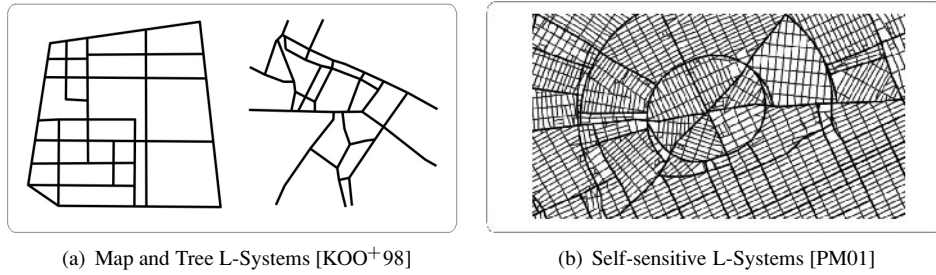 (a) Map and Tree L-Systems [KOO+98]
(b) Self-sensitive L-Systems [PM01]